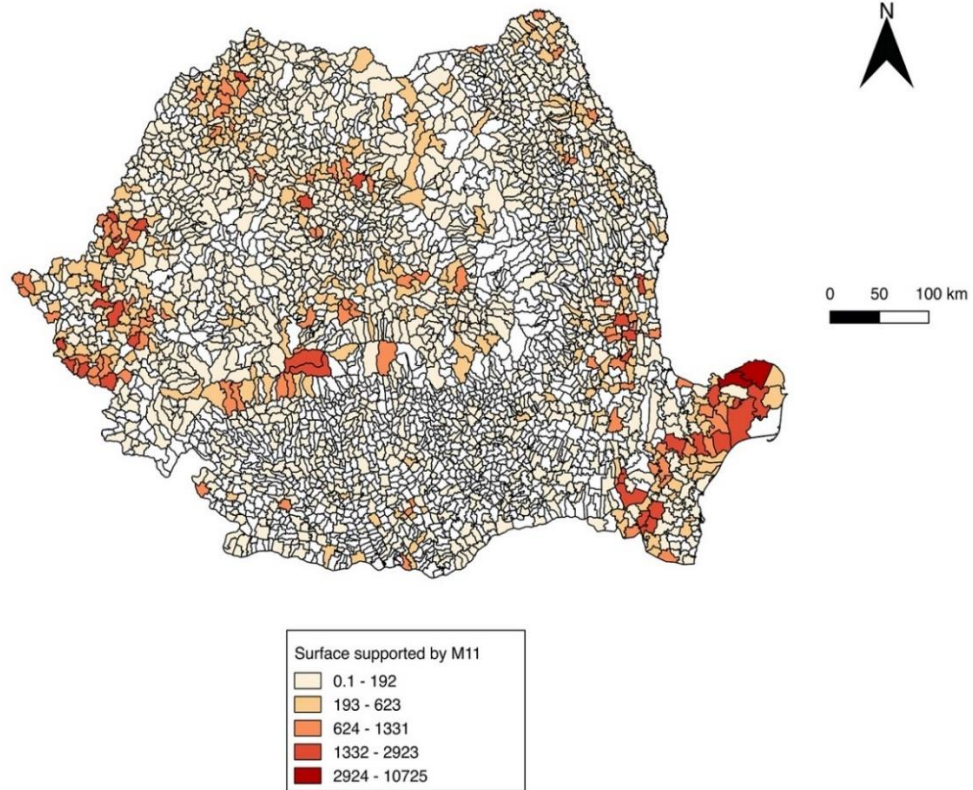 N
0 50 100 km
Surface supported by M11
0.1 - 192
193 - 623
624 - 1331
1332 - 2923
2924 - 10725